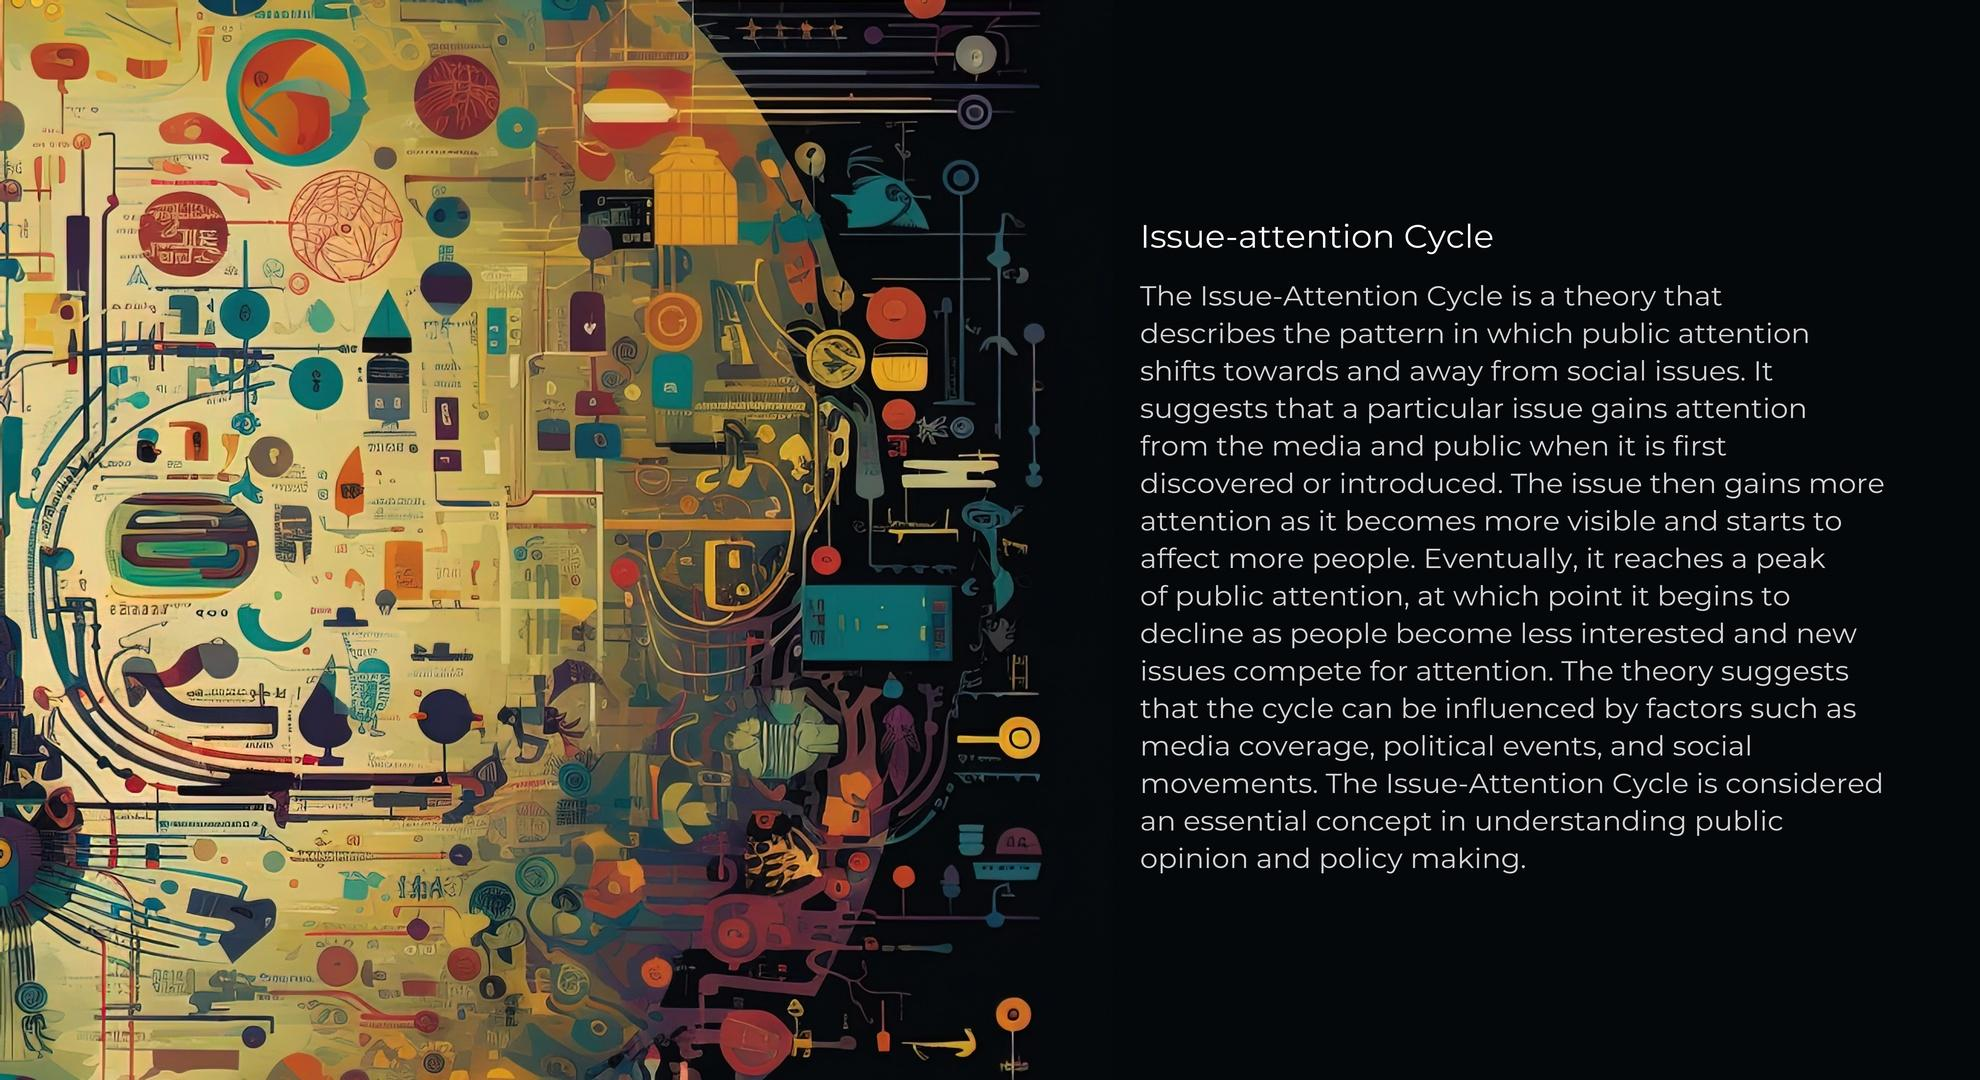 Issue-attention Cycle
The Issue-Attention Cycle is a theory that
describes the pattern in which public attention
shifts towards and away from social issues. It
suggests that a particular issue gains attention
from the media and public when it is first
discovered or introduced. The issue then gains more
attention as it becomes more visible and starts to
affect more people. Eventually, it reaches a peak
of public attention, at which point it begins to
decline as people become less interested and new
issues compete for attention. The theory suggests
that the cycle can be influenced by factors such as
media coverage, political events, and social
movements. The Issue-Attention Cycle is considered
an essential concept in understanding public
opinion and policy making.